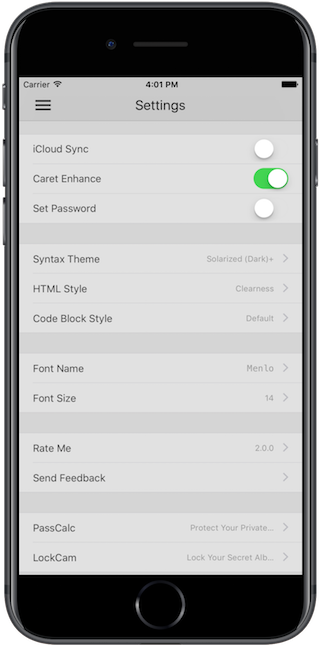 Carrier 4:01 PM
Settings
iCloud Sync
Caret Enhance
Set Password
Syntax Theme Solarized (Dark)+
HTML Style Clearness
Code Block Style Default
Font Name Menlo
Font Size 14
Rate Me 2.0.0
Send Feedback
PassCalc Protect Your Private...
LockCam Lock Your Secret Alb...